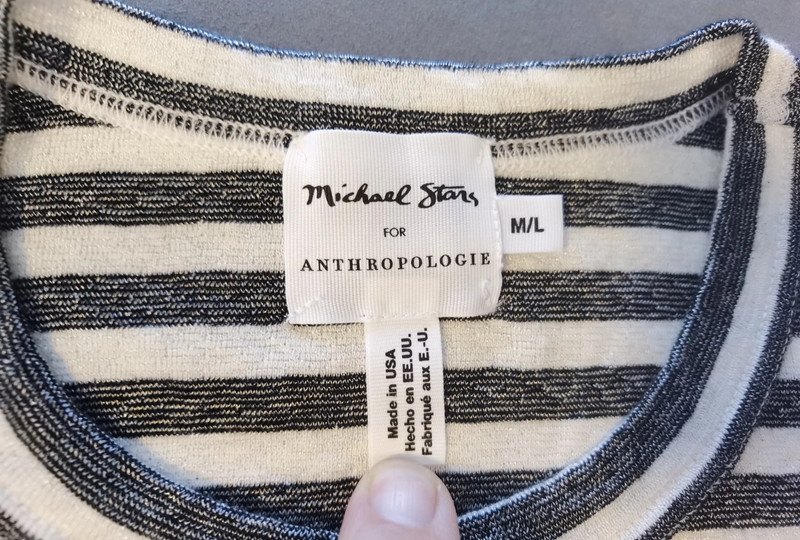 Michael Stars
FOR
ANTHROPOLOGIE
M/L
Made in USA
Hecho en EE.UU.
Fabriqué aux E.-U.